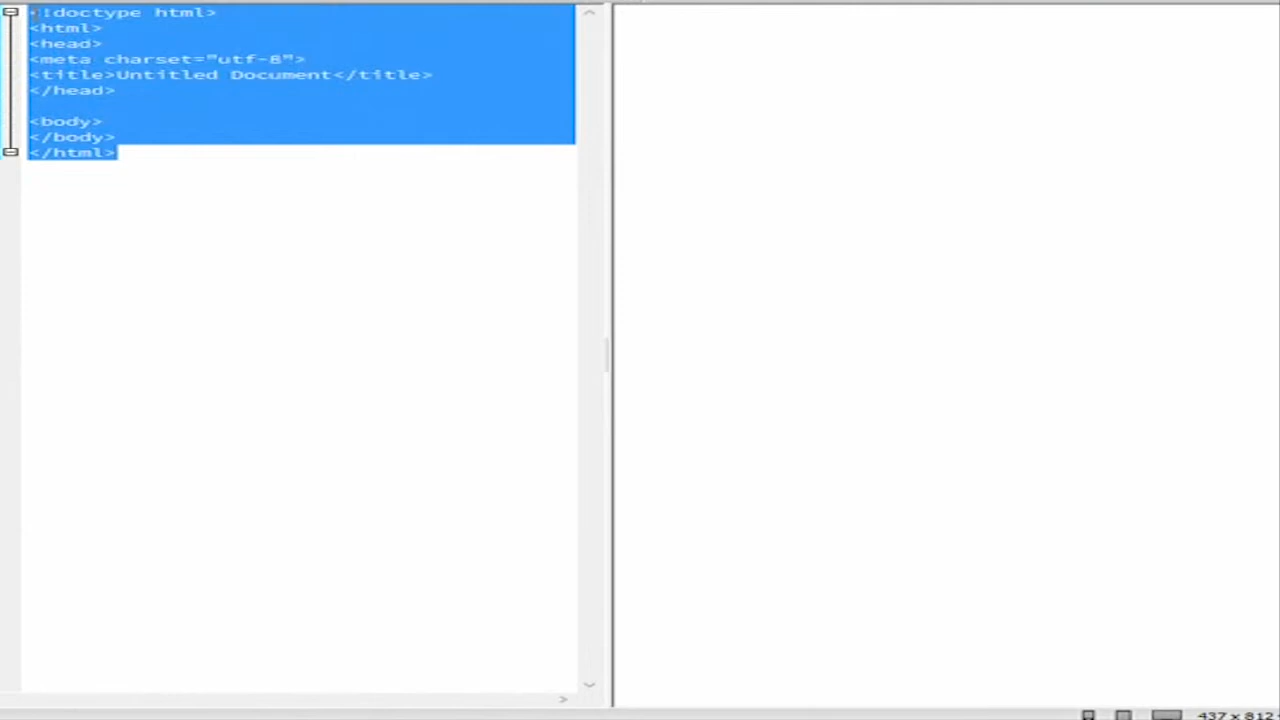 <!doctype html>
<html>
<head>
<meta charset="utf-8">
<title>Untitled Document</title>
</head>
<body>
</body>
</html>
437 x 812